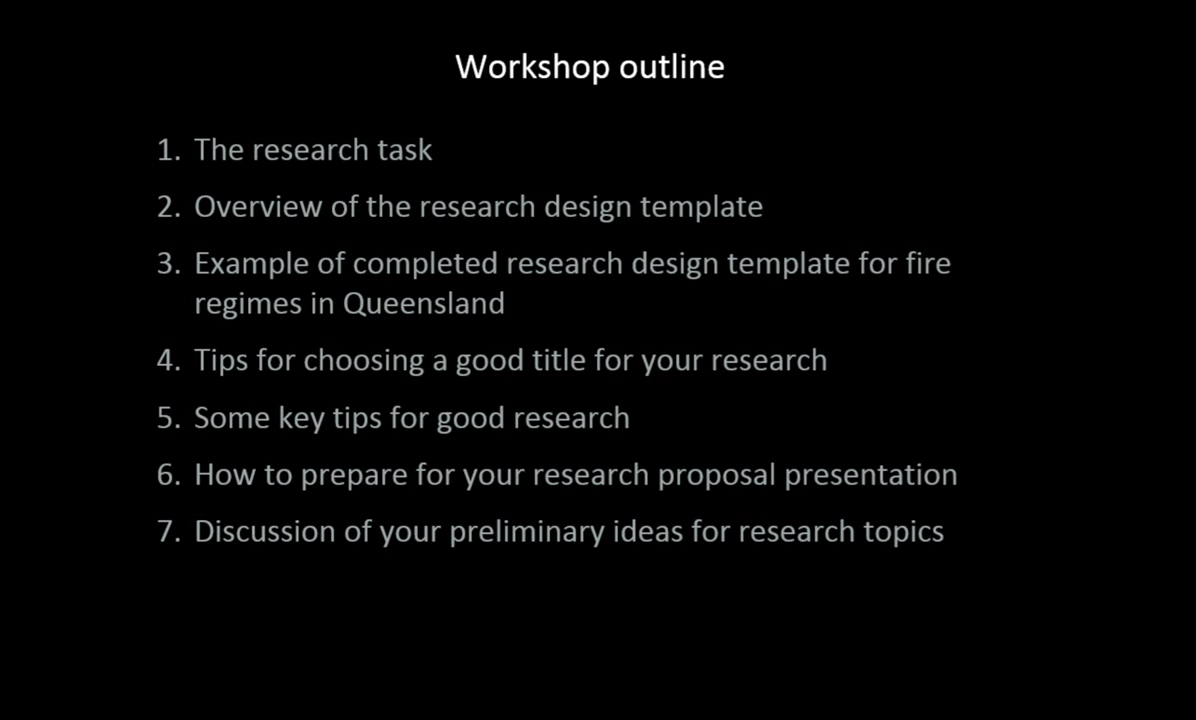 Workshop outline
1. The research task
2. Overview of the research design template
3. Example of completed research design template for fire
regimes in Queensland
4. Tips for choosing a good title for your research
5. Some key tips for good research
6. How to prepare for your research proposal presentation
7. Discussion of your preliminary ideas for research topics